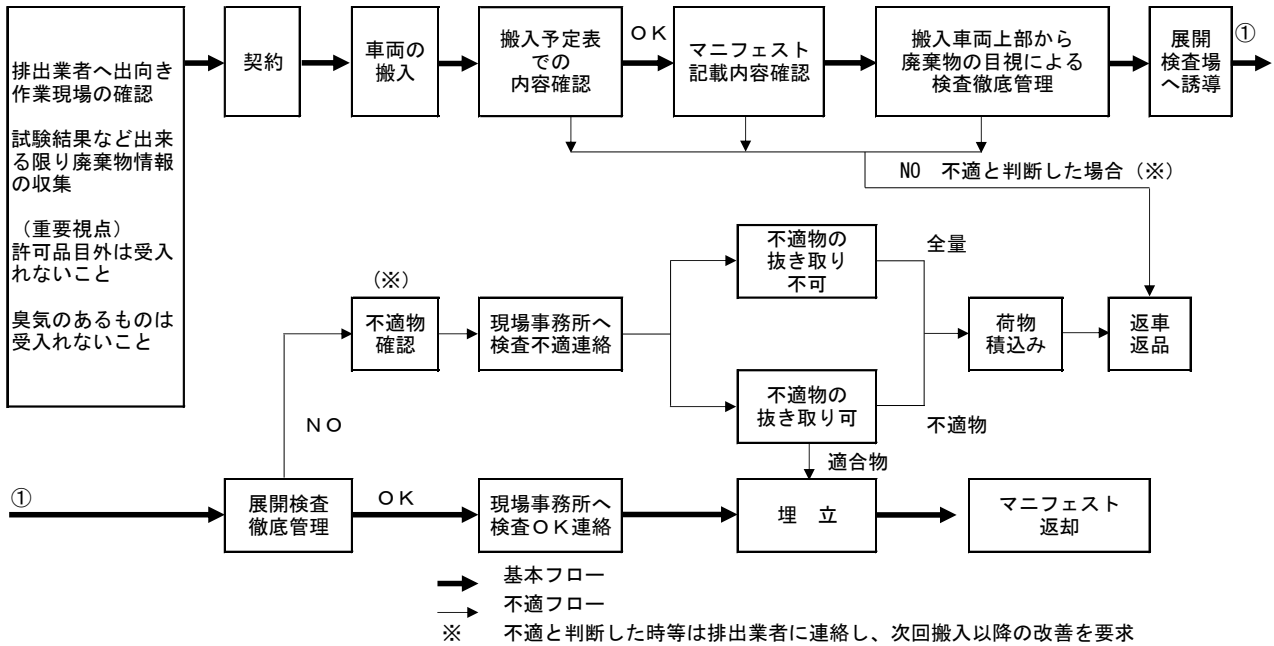 排出業者へ出向き
作業現場の確認
試験結果など出来
る限り廃棄物情報
の収集
（重要視点）
許可品目外は受入
れないこと
臭気のあるものは
受入れないこと
契約
車両の
搬入
搬入予定表
での
内容確認
ＯＫ
マニフェスト
記載内容確認
搬入車両上部から
廃棄物の目視による
検査徹底管理
展開
検査場
へ誘導
①
NO　不適と判断した場合（※）
（※）
不適物
確認
現場事務所へ
検査不適連絡
不適物の
抜き取り
不可
全量
不適物の
抜き取り可
不適物
荷物
積込み
返車
返品
ＮＯ
適合物
①
展開検査
徹底管理
ＯＫ
現場事務所へ
検査ＯＫ連絡
埋　立
マニフェスト
返却
基本フロー
不適フロー
※　不適と判断した時等は排出業者に連絡し、次回搬入以降の改善を要求